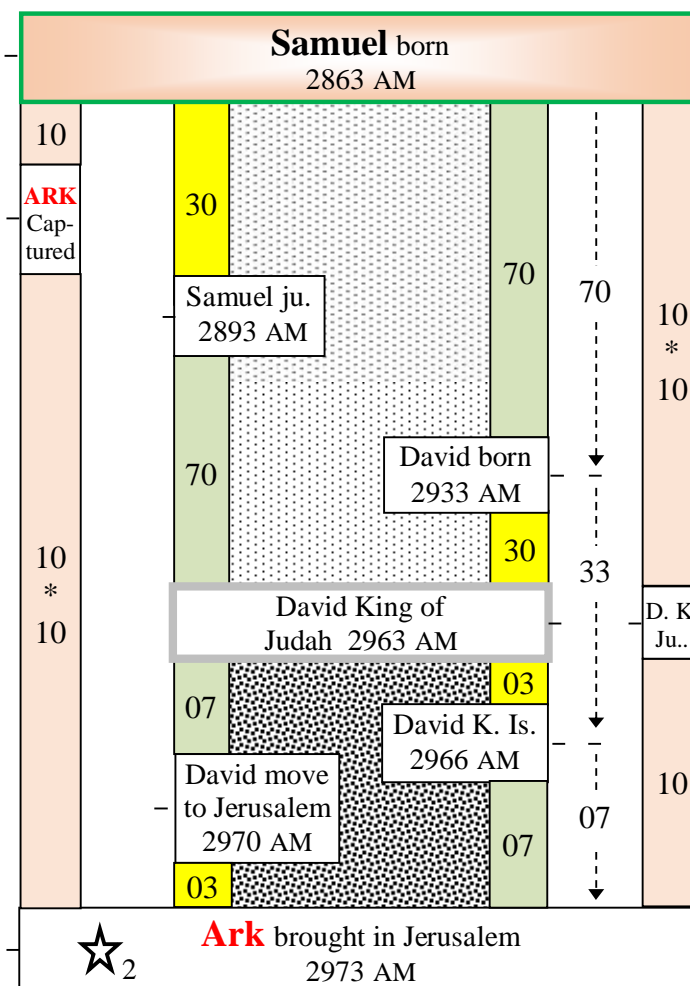 Samuel born
2863 AM
10
ARK
Cap-
tured
30
70
70
10
*
10
Samuel ju.
2893 AM
70
David born
2933 AM
30
33
10
*
10
David King of
Judah 2963 AM
D. K
Ju..
07
03
David K. Is.
2966 AM
David move
to Jerusalem
2970 AM
10
07
07
03
Ark brought in Jerusalem
2973 AM
2